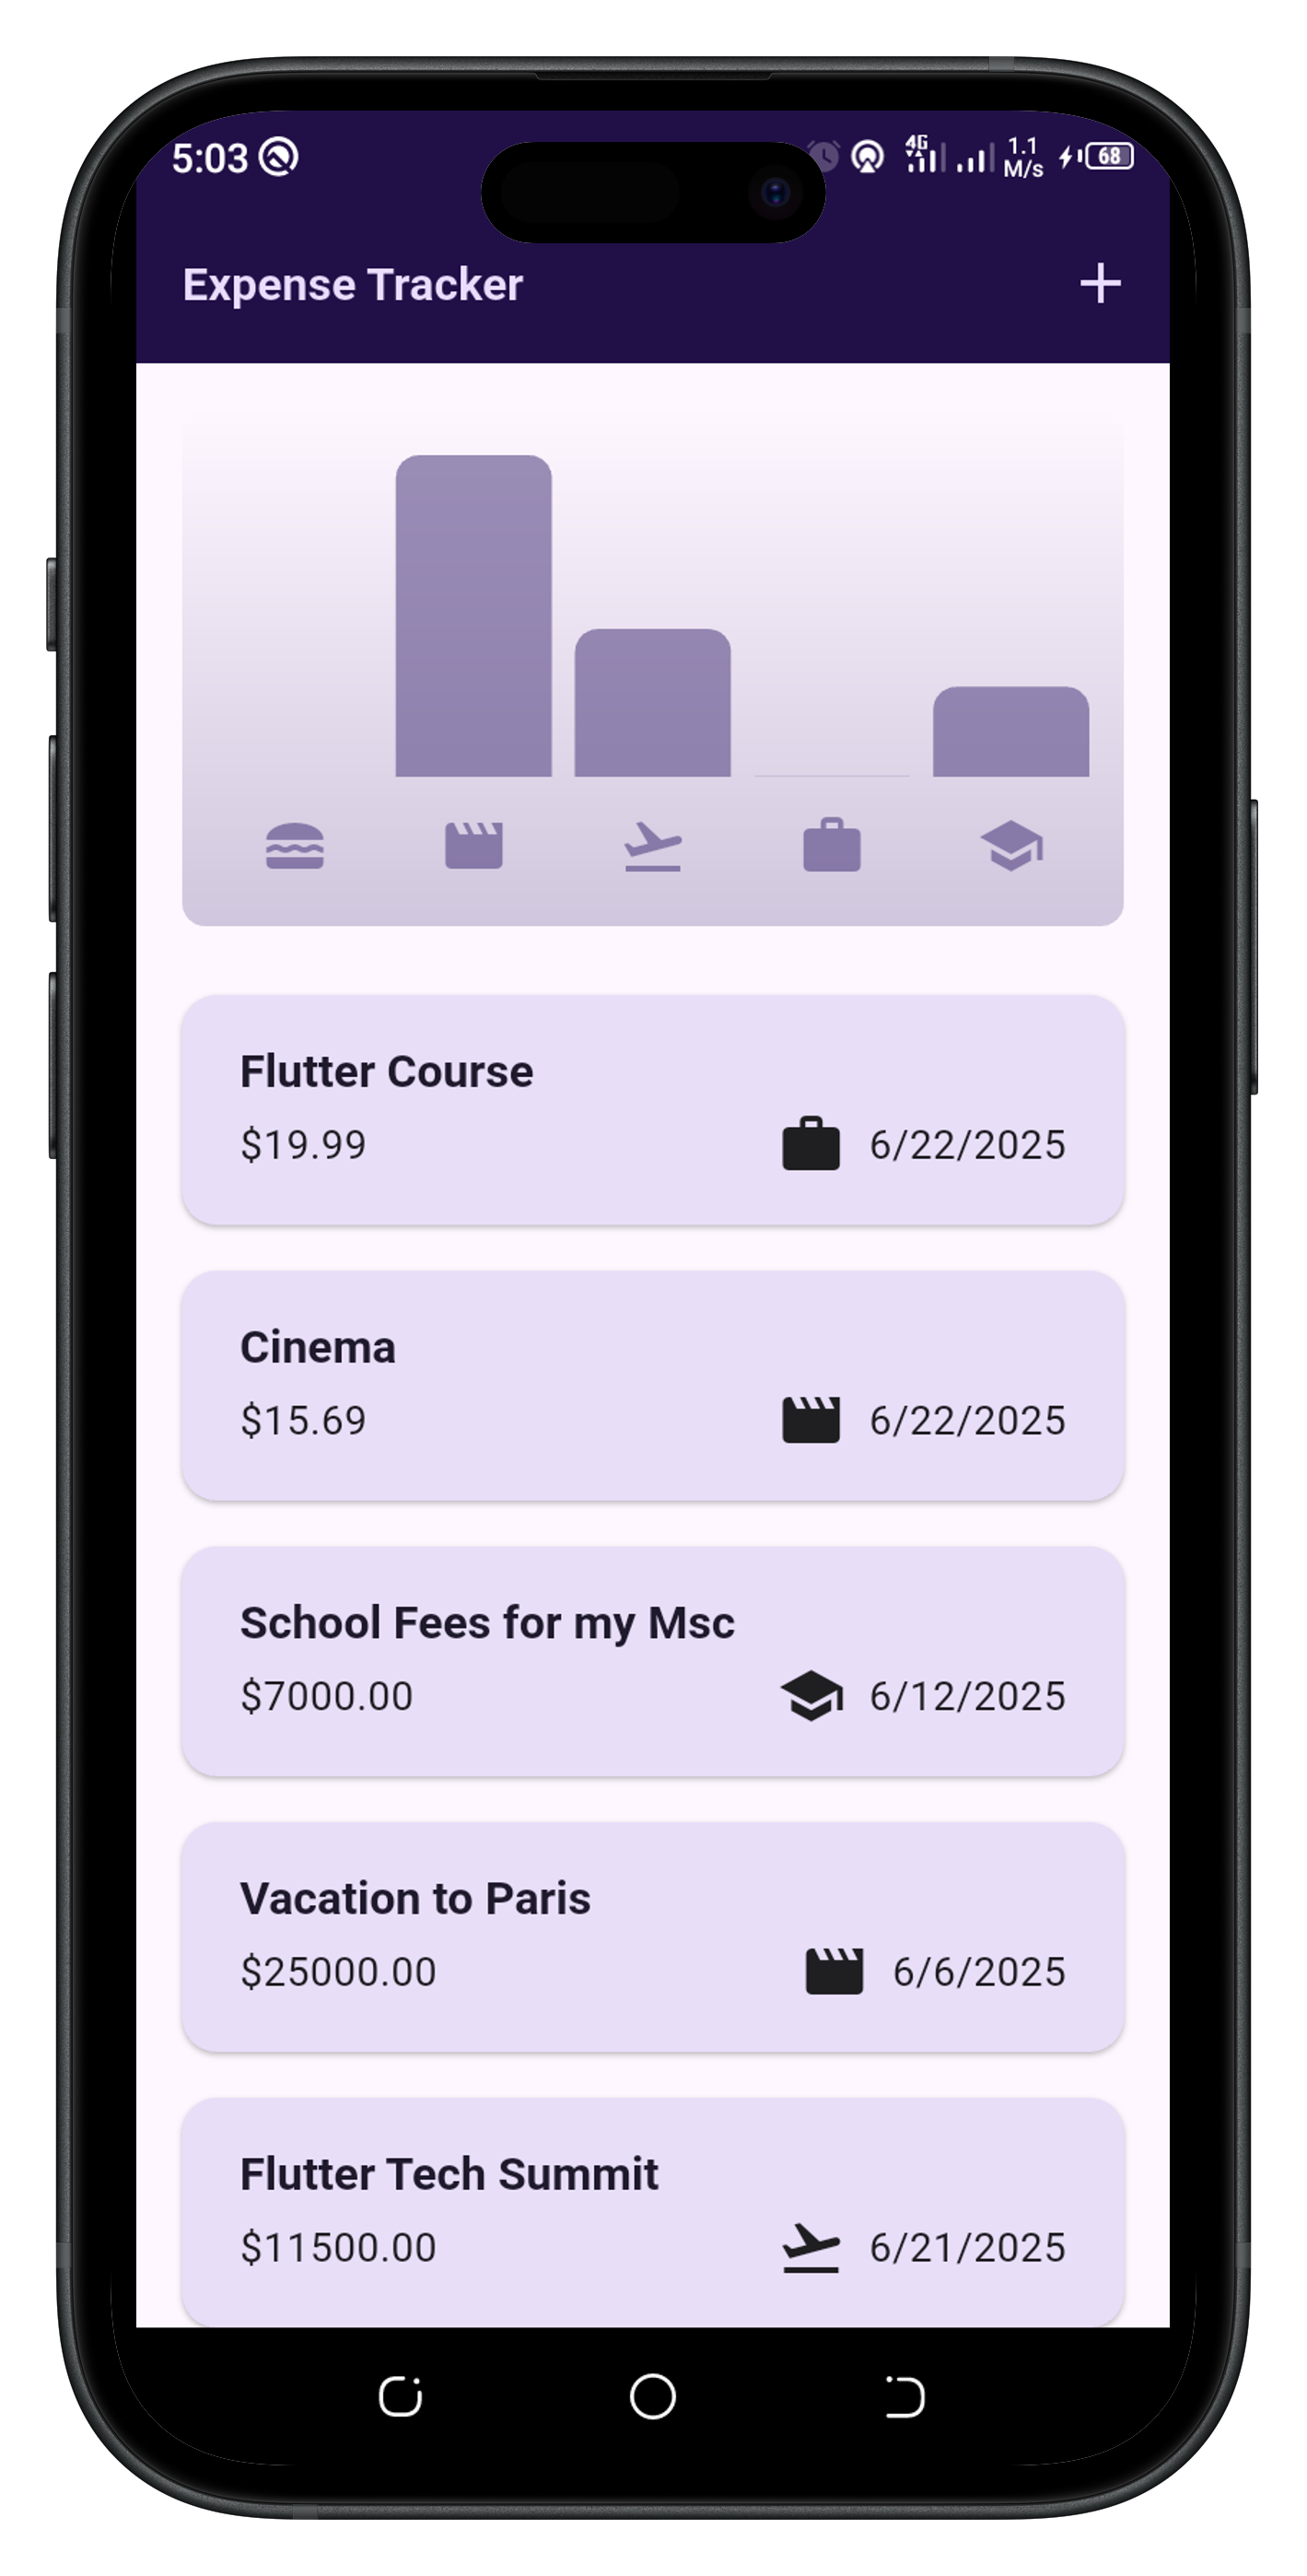 5:03
4G
1.1
M/s
68
Expense Tracker
Flutter Course
$19.99
6/22/2025
Cinema
$15.69
6/22/2025
School Fees for my Msc
$7000.00
6/12/2025
Vacation to Paris
$25000.00
6/6/2025
Flutter Tech Summit
$11500.00
6/21/2025